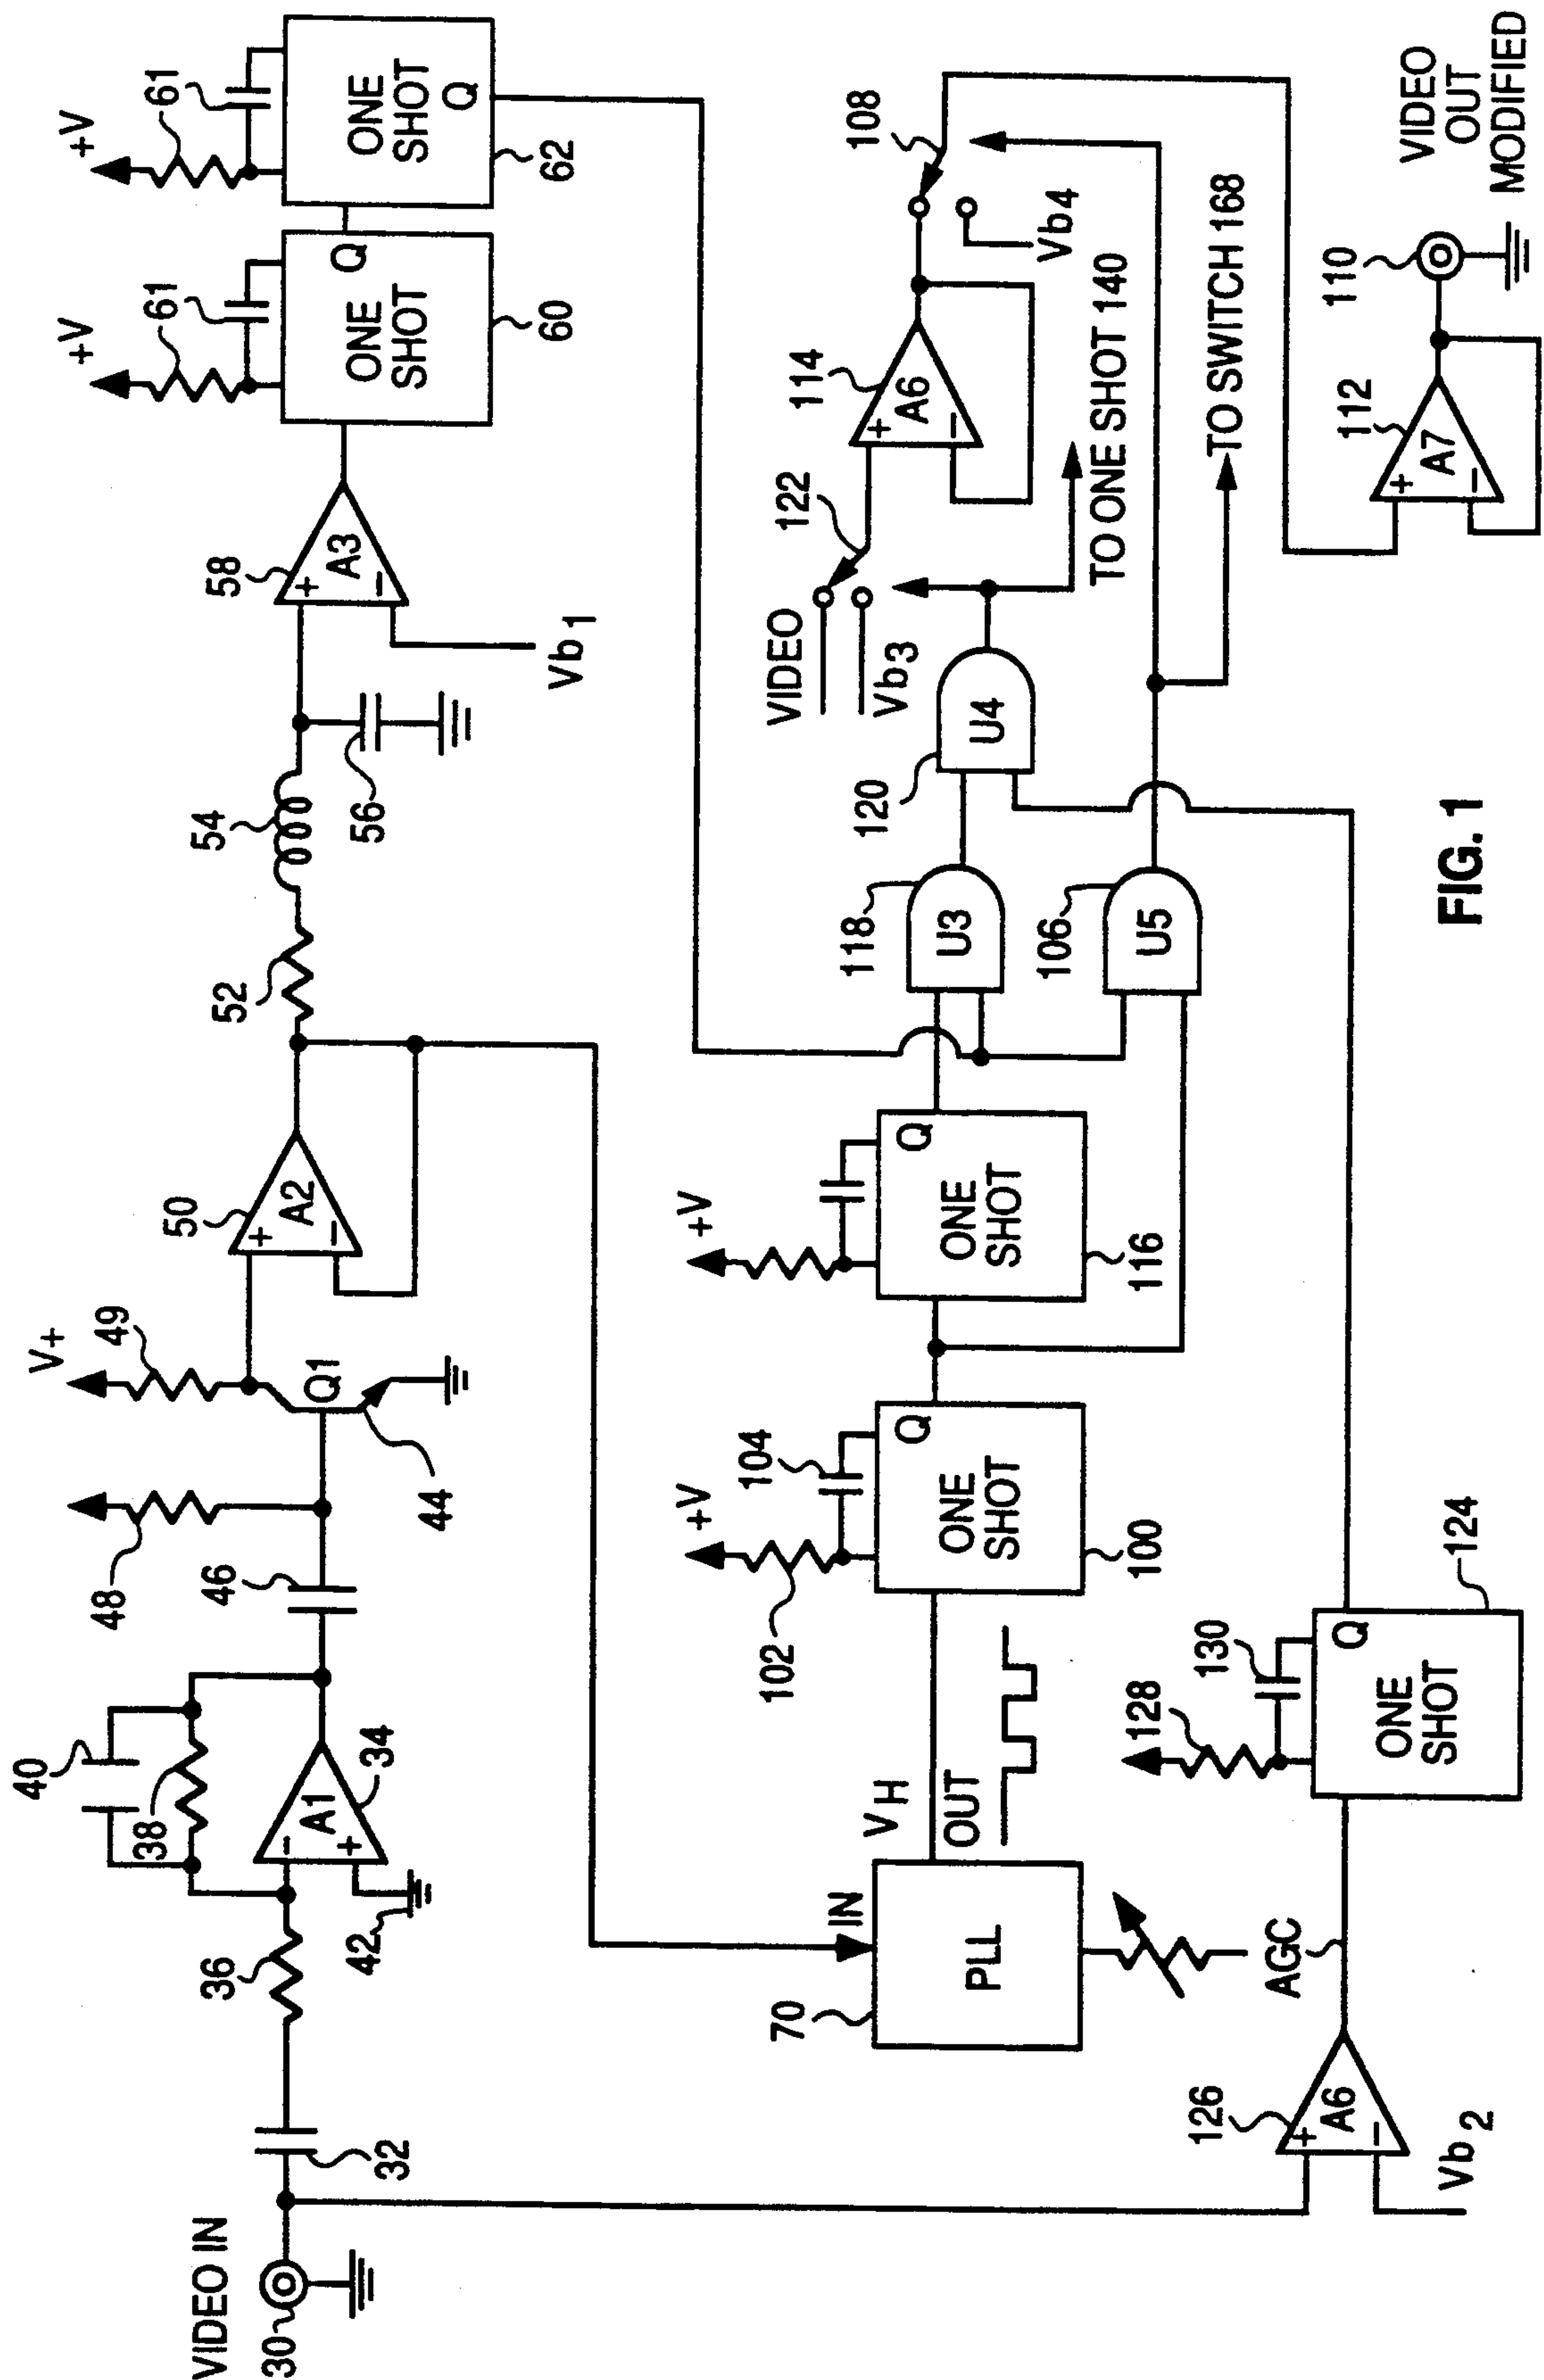 VIDEO IN
30
32
36
40
38
A1
−
+
34
42
46
48
V+
49
Q1
44
50
A2
+
−
52
54
56
58
A3
+
−
Vb1
+V
61
ONE
SHOT
Q
60
+V
61
ONE
SHOT
Q
62
70
PLL
IN
VH
OUT
+V
102
104
ONE
SHOT
Q
100
+V
ONE
SHOT
Q
116
118
U3
106
U5
120
U4
VIDEO
Vb3
122
114
A6
+
−
108
Vb4
TO ONE SHOT 140
TO SWITCH 168
126
A6
+
−
Vb2
AGC
128
130
ONE
SHOT
Q
124
112
A7
+
−
110
VIDEO
OUT
MODIFIED
FIG. 1